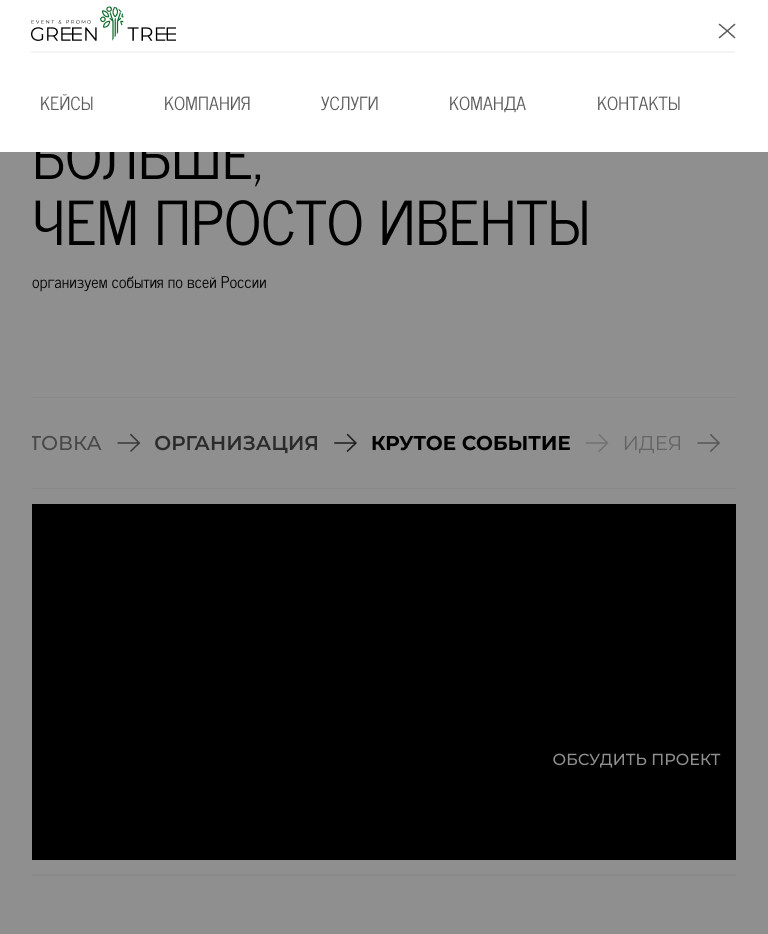 EVENT & PROMO
GREEN TREE
КЕЙСЫ КОМПАНИЯ УСЛУГИ КОМАНДА КОНТАКТЫ
БОЛЬШЕ,
ЧЕМ ПРОСТО ИВЕНТЫ
организуем события по всей России
ТОВКА → ОРГАНИЗАЦИЯ → КРУТОЕ СОБЫТИЕ → ИДЕЯ →
ОБСУДИТЬ ПРОЕКТ